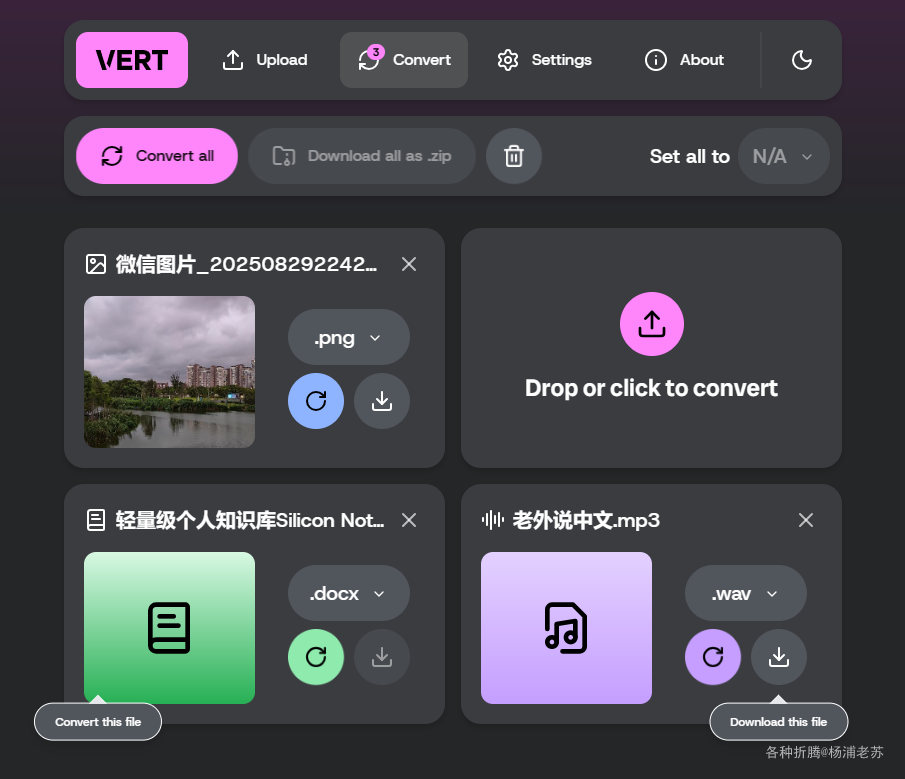 VERT
Upload
3
Convert
Settings
About
Convert all
Download all as .zip
Set all to
N/A
微信图片_202508292242...
.png
Drop or click to convert
轻量级个人知识库Silicon Not...
.docx
老外说中文.mp3
.wav
Convert this file
Download this file
各种折腾@杨浦老苏